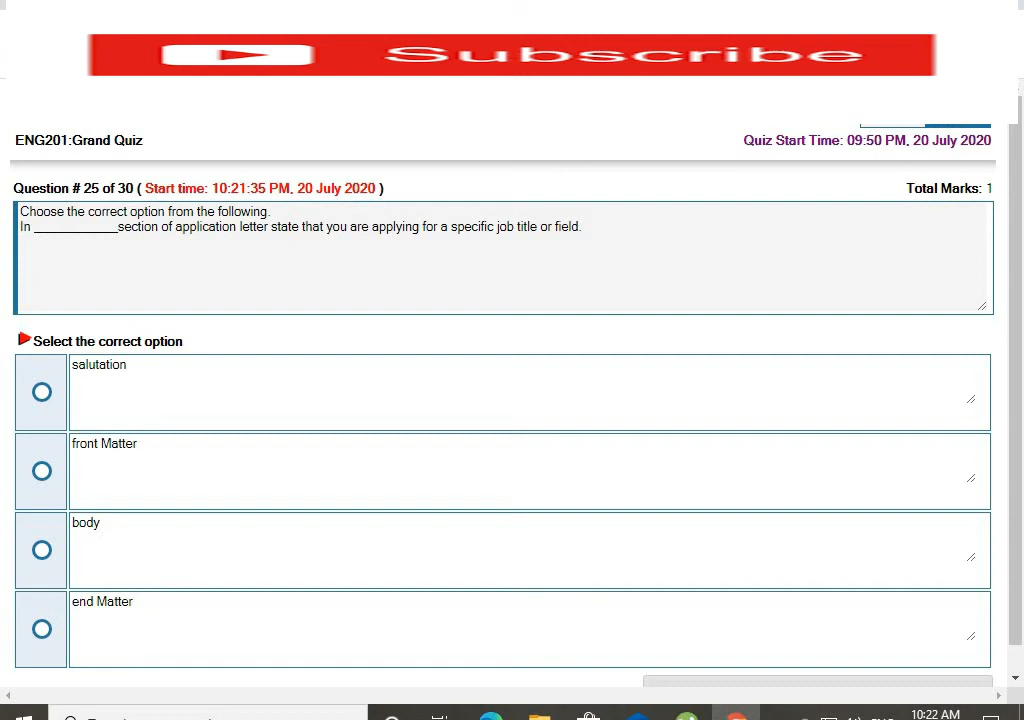 Subscribe
ENG201:Grand Quiz
Quiz Start Time: 09:50 PM, 20 July 2020
Question # 25 of 30 ( Start time: 10:21:35 PM, 20 July 2020 )
Total Marks: 1
Choose the correct option from the following.
In ____________section of application letter state that you are applying for a specific job title or field.
Select the correct option
salutation
front Matter
body
end Matter
10:22 AM